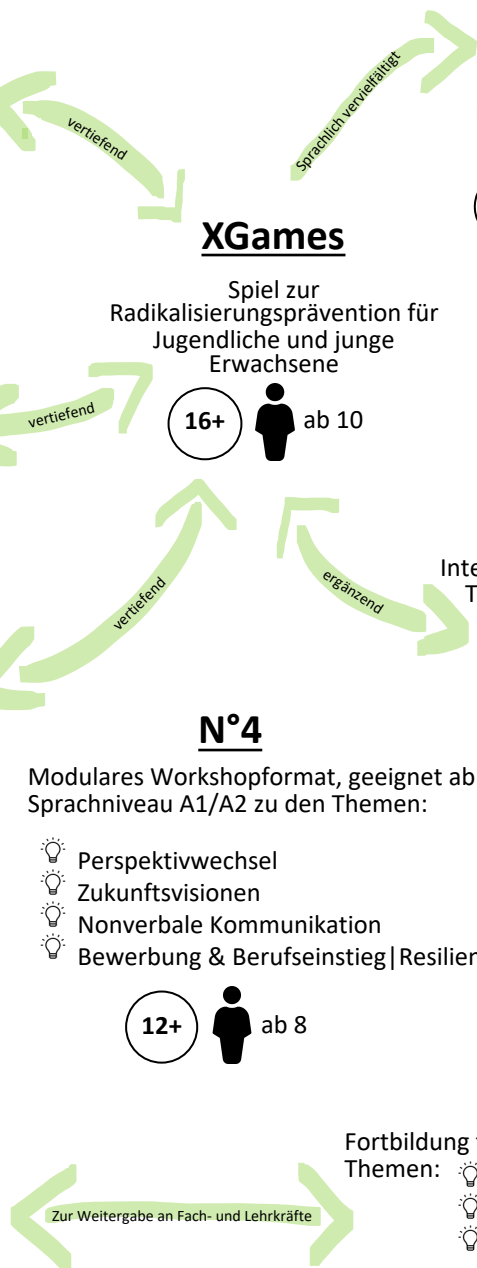 vertiefend
Sprachlich vervielfältigt
XGames
Spiel zur
Radikalisierungsprävention für
Jugendliche und junge
Erwachsene
vertiefend
16+
ab 10
vertiefend
ergänzend
N°4
Modulares Workshopformat, geeignet ab
Sprachniveau A1/A2 zu den Themen:
Perspektivwechsel
Zukunftsvisionen
Nonverbale Kommunikation
Bewerbung & Berufseinstieg|
12+
ab 8
Fortbildung
Themen:
Zur Weitergabe an Fach- und Lehrkräfte